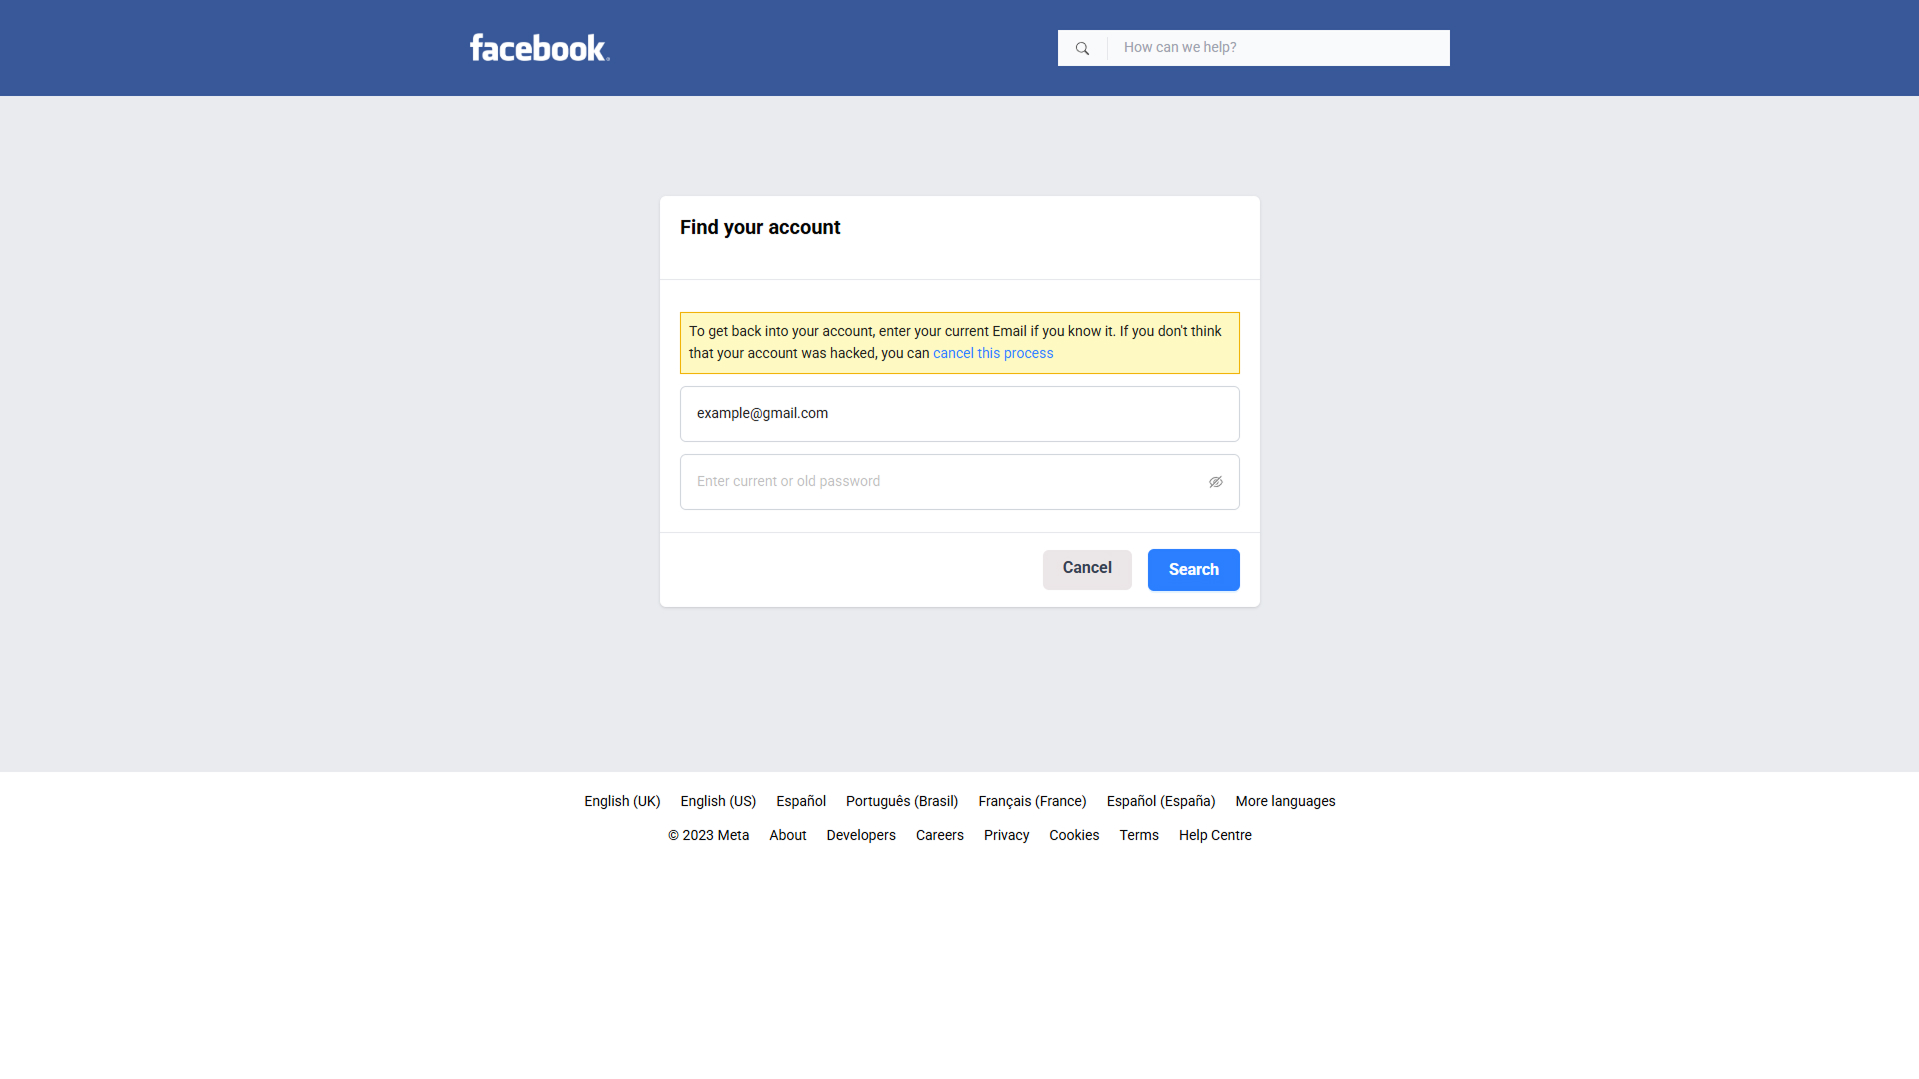 facebook
How can we help?
Find your account
To get back into your account, enter your current Email if you know it. If you don't think
that your account was hacked, you can cancel this process
example@gmail.com
Enter current or old password
Cancel
Search
English (UK) English (US) Español Português (Brasil) Français (France) Español (España) More languages
© 2023 Meta About Developers Careers Privacy Cookies Terms Help Centre